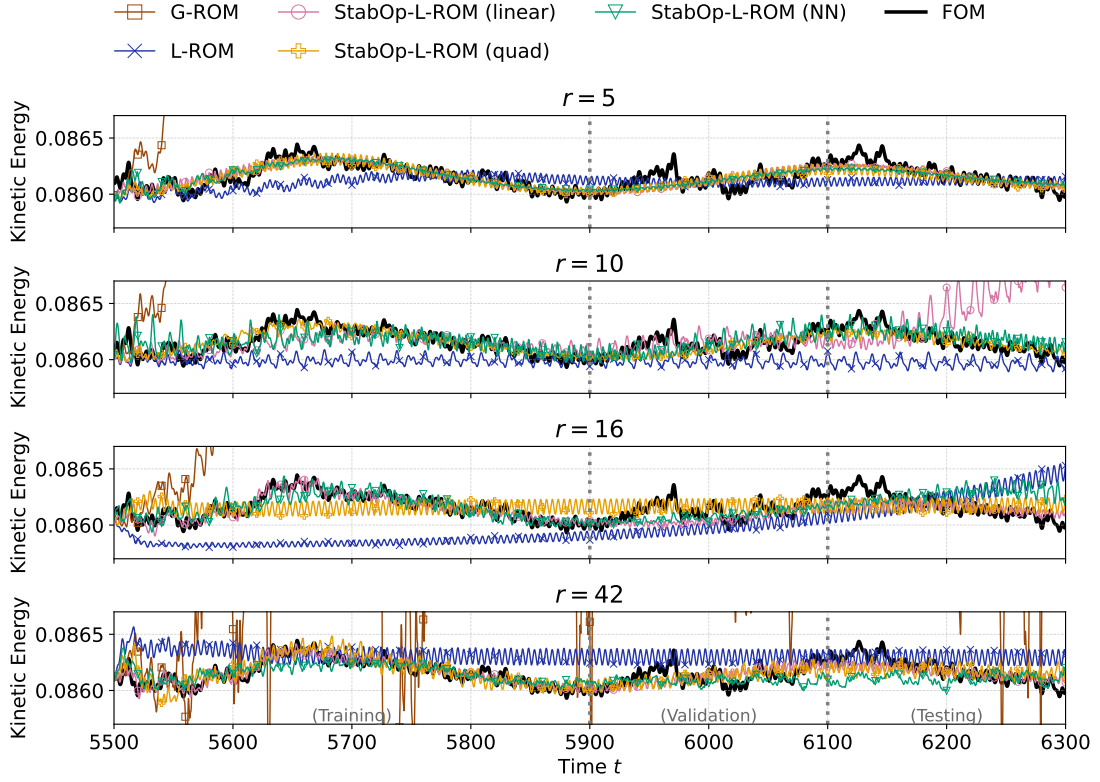 G-ROM StabOp-L-ROM (linear) StabOp-L-ROM (NN) FOM
L-ROM StabOp-L-ROM (quad)
r = 5
Kinetic Energy
0.0865
0.0860
r = 10
Kinetic Energy
0.0865
0.0860
r = 16
Kinetic Energy
0.0865
0.0860
r = 42
Kinetic Energy
0.0865
0.0860
(Training) (Validation) (Testing)
5500 5600 5700 5800 5900 6000 6100 6200 6300
Time t